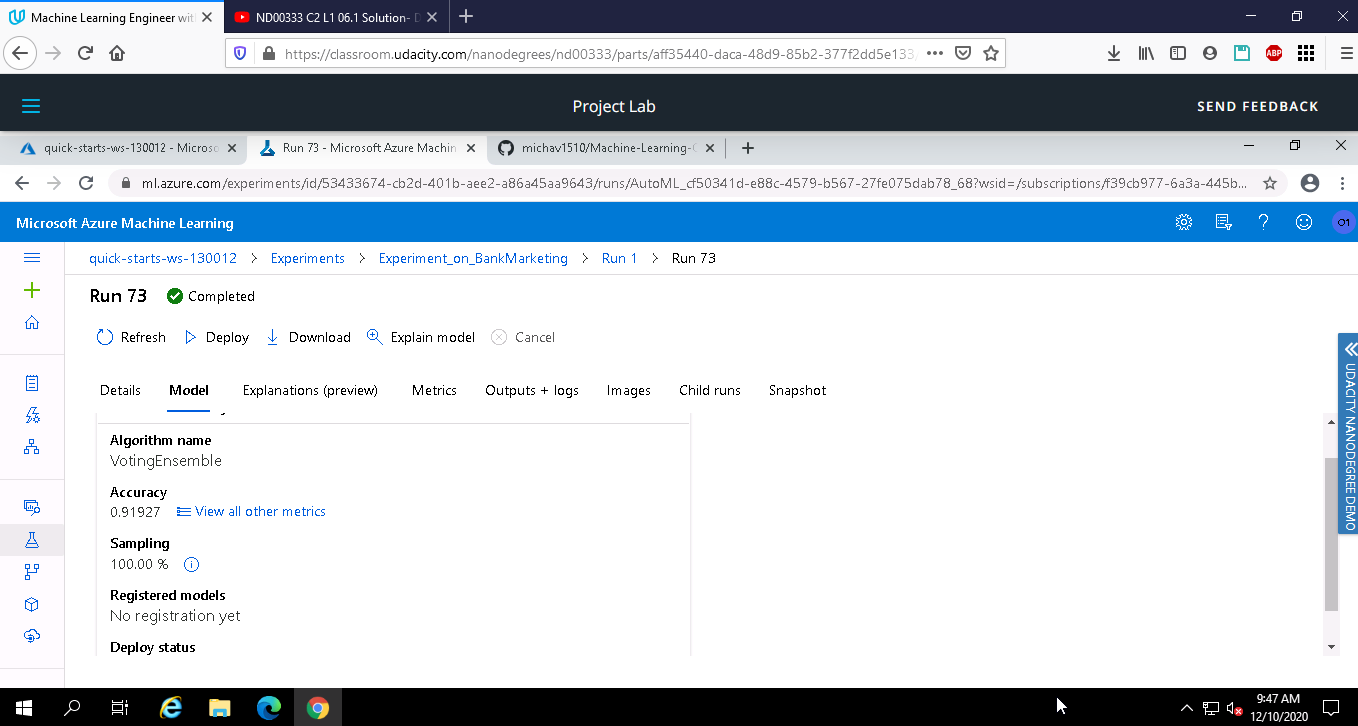 Machine Learning Engineer wit
ND00333 C2 L1 06.1 Solution- D
https://classroom.udacity.com/nanodegrees/nd00333/parts/aff35440-daca-48d9-85b2-377f2dd5e133/
ABP
Project Lab
SEND FEEDBACK
quick-starts-ws-130012 - Microso
Run 73 - Microsoft Azure Machin
michav1510/Machine-Learning-O
ml.azure.com/experiments/id/53433674-cb2d-401b-aee2-a86a45aa9643/runs/AutoML_cf50341d-e88c-4579-b567-27fe075dab78_68?wsid=/subscriptions/f39cb977-6a3a-445b...
Microsoft Azure Machine Learning
O1
quick-starts-ws-130012 > Experiments > Experiment_on_BankMarketing > Run 1 > Run 73
Run 73 Completed
Refresh Deploy Download Explain model Cancel
Details Model Explanations (preview) Metrics Outputs + logs Images Child runs Snapshot
Algorithm name
VotingEnsemble
Accuracy
0.91927 View all other metrics
Sampling
100.00 %
Registered models
No registration yet
Deploy status
UDACITY NANODEGREE DEMO
9:47 AM
12/10/2020